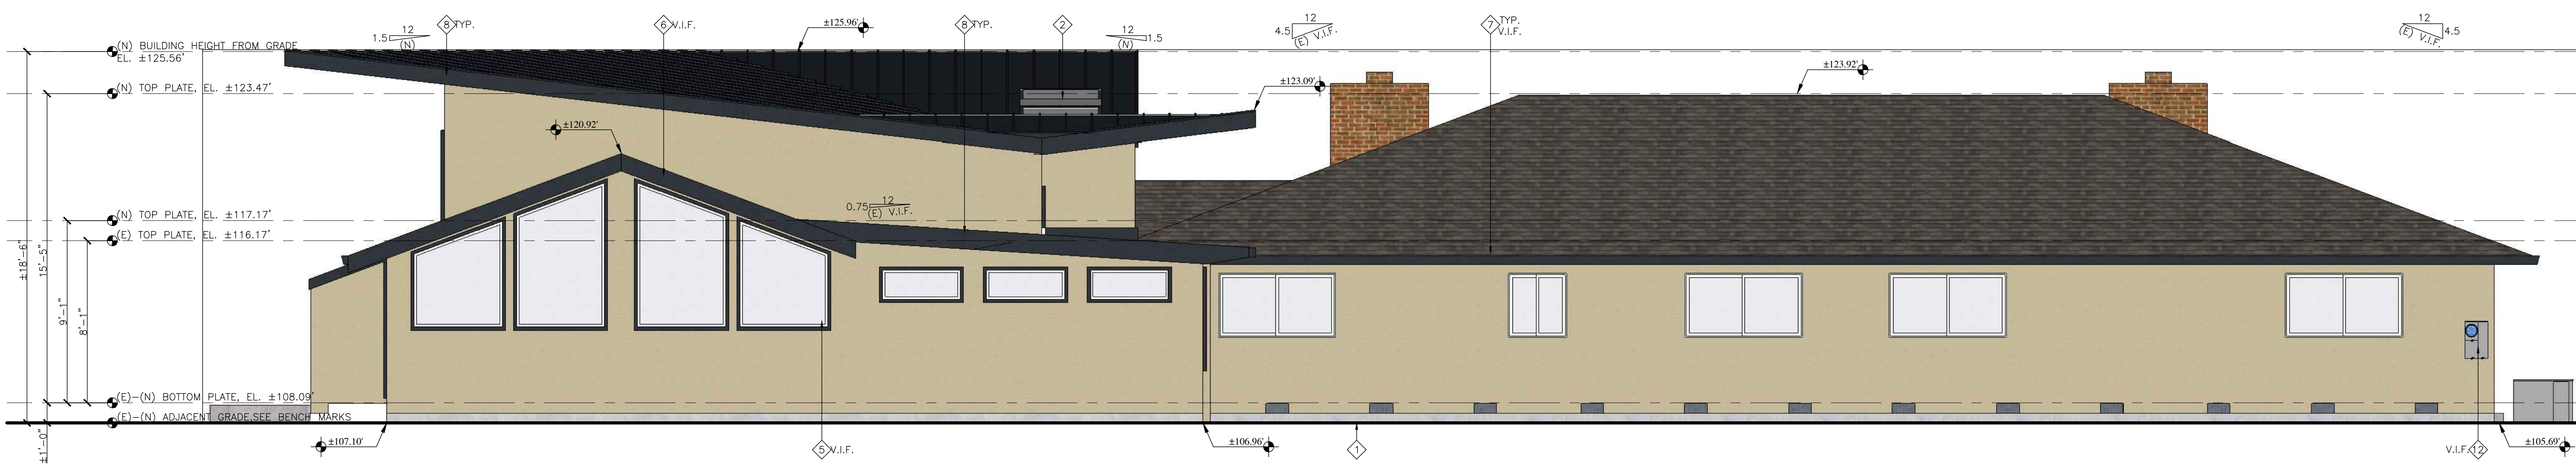 (N) BUILDING HEIGHT FROM GRADE
EL. ±125.56'
(N) TOP PLATE, EL. ±123.47'
(N) TOP PLATE, EL. ±117.17'
(E) TOP PLATE, EL. ±116.17'
(E)-(N) BOTTOM PLATE, EL. ±108.09'
(E)-(N) ADJACENT GRADE,SEE BENCH MARKS
±18'-6"
15'-5"
9'-1"
8'-1"
±1'-0"
12
1.5
(N)
8 TYP.
6 V.I.F.
±125.96'
8 TYP.
2
12
1.5
(N)
12
4.5
(E) V.I.F.
7 TYP.
V.I.F.
12
4.5
(E) V.I.F.
±123.09'
±123.92'
±120.92'
12
0.75
(E) V.I.F.
±107.10'
5 V.I.F.
±106.96'
1
V.I.F. 12
±105.69'